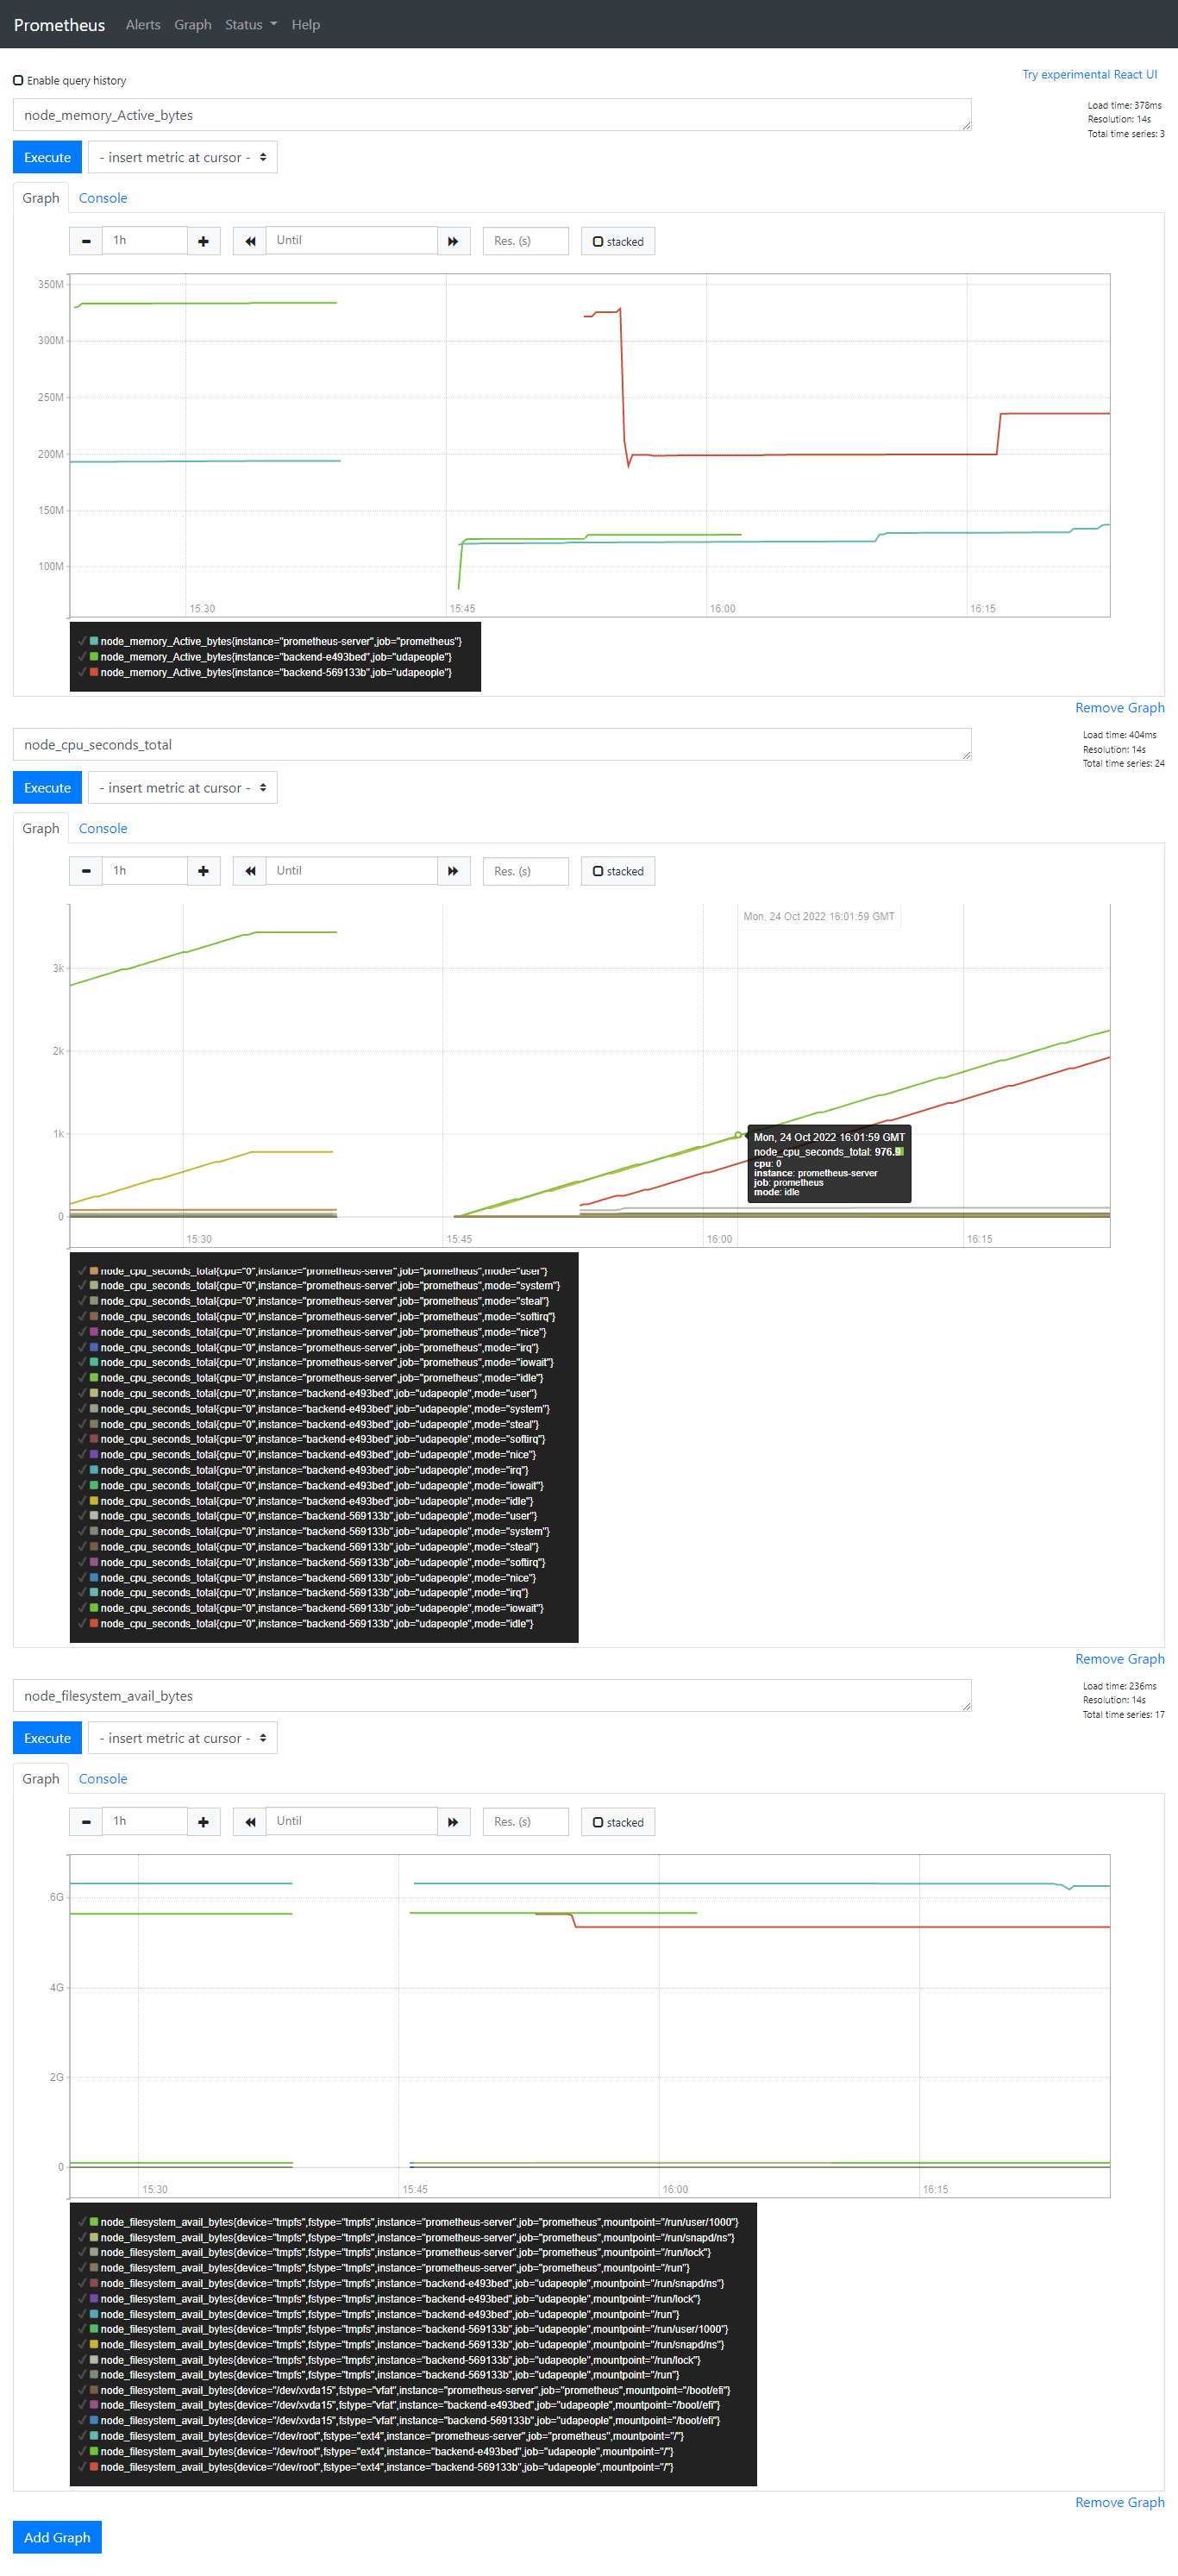 Prometheus Alerts Graph Status Help
Enable query history
Try experimental React UI
node_memory_Active_bytes
Load time: 378ms
Resolution: 14s
Total time series: 3
Execute
- insert metric at cursor -
Graph Console
1h Until Res. (s) stacked
350M
300M
250M
200M
150M
100M
15:30 15:45 16:00 16:15
node_memory_Active_bytes{instance="prometheus-server",job="prometheus"}
node_memory_Active_bytes{instance="backend-e493bed",job="udapeople"}
node_memory_Active_bytes{instance="backend-569133b",job="udapeople"}
Remove Graph
node_cpu_seconds_total
Load time: 404ms
Resolution: 14s
Total time series: 24
Execute
- insert metric at cursor -
Graph Console
1h Until Res. (s) stacked
Mon, 24 Oct 2022 16:01:59 GMT
3k
2k
1k
Mon, 24 Oct 2022 16:01:59 GMT
node_cpu_seconds_total: 976.9
cpu: 0
instance: prometheus-server
job: prometheus
mode: idle
0
15:30 15:45 16:00 16:15
node_cpu_seconds_total{cpu="0",instance="prometheus-server",job="prometheus",mode="user"}
node_cpu_seconds_total{cpu="0",instance="prometheus-server",job="prometheus",mode="system"}
node_cpu_seconds_total{cpu="0",instance="prometheus-server",job="prometheus",mode="steal"}
node_cpu_seconds_total{cpu="0",instance="prometheus-server",job="prometheus",mode="softirq"}
node_cpu_seconds_total{cpu="0",instance="prometheus-server",job="prometheus",mode="nice"}
node_cpu_seconds_total{cpu="0",instance="prometheus-server",job="prometheus",mode="irq"}
node_cpu_seconds_total{cpu="0",instance="prometheus-server",job="prometheus",mode="iowait"}
node_cpu_seconds_total{cpu="0",instance="prometheus-server",job="prometheus",mode="idle"}
node_cpu_seconds_total{cpu="0",instance="backend-e493bed",job="udapeople",mode="user"}
node_cpu_seconds_total{cpu="0",instance="backend-e493bed",job="udapeople",mode="system"}
node_cpu_seconds_total{cpu="0",instance="backend-e493bed",job="udapeople",mode="steal"}
node_cpu_seconds_total{cpu="0",instance="backend-e493bed",job="udapeople",mode="softirq"}
node_cpu_seconds_total{cpu="0",instance="backend-e493bed",job="udapeople",mode="nice"}
node_cpu_seconds_total{cpu="0",instance="backend-e493bed",job="udapeople",mode="irq"}
node_cpu_seconds_total{cpu="0",instance="backend-e493bed",job="udapeople",mode="iowait"}
node_cpu_seconds_total{cpu="0",instance="backend-e493bed",job="udapeople",mode="idle"}
node_cpu_seconds_total{cpu="0",instance="backend-569133b",job="udapeople",mode="user"}
node_cpu_seconds_total{cpu="0",instance="backend-569133b",job="udapeople",mode="system"}
node_cpu_seconds_total{cpu="0",instance="backend-569133b",job="udapeople",mode="steal"}
node_cpu_seconds_total{cpu="0",instance="backend-569133b",job="udapeople",mode="softirq"}
node_cpu_seconds_total{cpu="0",instance="backend-569133b",job="udapeople",mode="nice"}
node_cpu_seconds_total{cpu="0",instance="backend-569133b",job="udapeople",mode="irq"}
node_cpu_seconds_total{cpu="0",instance="backend-569133b",job="udapeople",mode="iowait"}
node_cpu_seconds_total{cpu="0",instance="backend-569133b",job="udapeople",mode="idle"}
Remove Graph
node_filesystem_avail_bytes
Load time: 236ms
Resolution: 14s
Total time series: 17
Execute
- insert metric at cursor -
Graph Console
1h Until Res. (s) stacked
6G
4G
2G
0
15:30 15:45 16:00 16:15
node_filesystem_avail_bytes{device="tmpfs",fstype="tmpfs",instance="prometheus-server",job="prometheus",mountpoint="/run/user/1000"}
node_filesystem_avail_bytes{device="tmpfs",fstype="tmpfs",instance="prometheus-server",job="prometheus",mountpoint="/run/snapd/ns"}
node_filesystem_avail_bytes{device="tmpfs",fstype="tmpfs",instance="prometheus-server",job="prometheus",mountpoint="/run/lock"}
node_filesystem_avail_bytes{device="tmpfs",fstype="tmpfs",instance="prometheus-server",job="prometheus",mountpoint="/run"}
node_filesystem_avail_bytes{device="tmpfs",fstype="tmpfs",instance="backend-e493bed",job="udapeople",mountpoint="/run/snapd/ns"}
node_filesystem_avail_bytes{device="tmpfs",fstype="tmpfs",instance="backend-e493bed",job="udapeople",mountpoint="/run/lock"}
node_filesystem_avail_bytes{device="tmpfs",fstype="tmpfs",instance="backend-e493bed",job="udapeople",mountpoint="/run"}
node_filesystem_avail_bytes{device="tmpfs",fstype="tmpfs",instance="backend-569133b",job="udapeople",mountpoint="/run/user/1000"}
node_filesystem_avail_bytes{device="tmpfs",fstype="tmpfs",instance="backend-569133b",job="udapeople",mountpoint="/run/snapd/ns"}
node_filesystem_avail_bytes{device="tmpfs",fstype="tmpfs",instance="backend-569133b",job="udapeople",mountpoint="/run/lock"}
node_filesystem_avail_bytes{device="tmpfs",fstype="tmpfs",instance="backend-569133b",job="udapeople",mountpoint="/run"}
node_filesystem_avail_bytes{device="/dev/xvda15",fstype="vfat",instance="prometheus-server",job="prometheus",mountpoint="/boot/efi"}
node_filesystem_avail_bytes{device="/dev/xvda15",fstype="vfat",instance="backend-e493bed",job="udapeople",mountpoint="/boot/efi"}
node_filesystem_avail_bytes{device="/dev/xvda15",fstype="vfat",instance="backend-569133b",job="udapeople",mountpoint="/boot/efi"}
node_filesystem_avail_bytes{device="/dev/root",fstype="ext4",instance="prometheus-server",job="prometheus",mountpoint="/"}
node_filesystem_avail_bytes{device="/dev/root",fstype="ext4",instance="backend-e493bed",job="udapeople",mountpoint="/"}
node_filesystem_avail_bytes{device="/dev/root",fstype="ext4",instance="backend-569133b",job="udapeople",mountpoint="/"}
Remove Graph
Add Graph